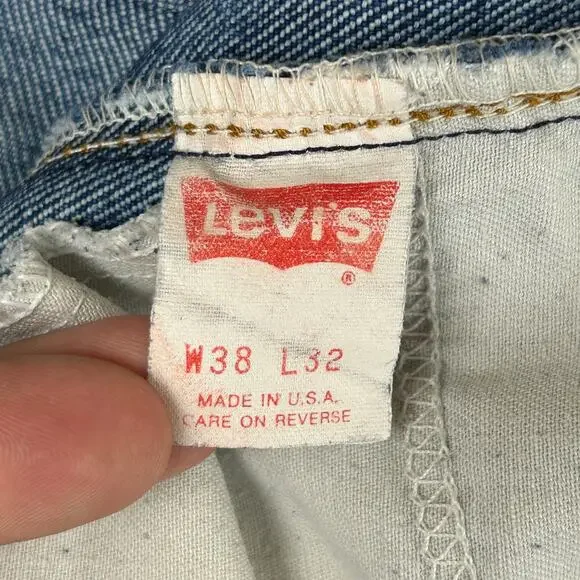 Levi's
®
W38 L32
MADE IN U.S.A.
CARE ON REVERSE